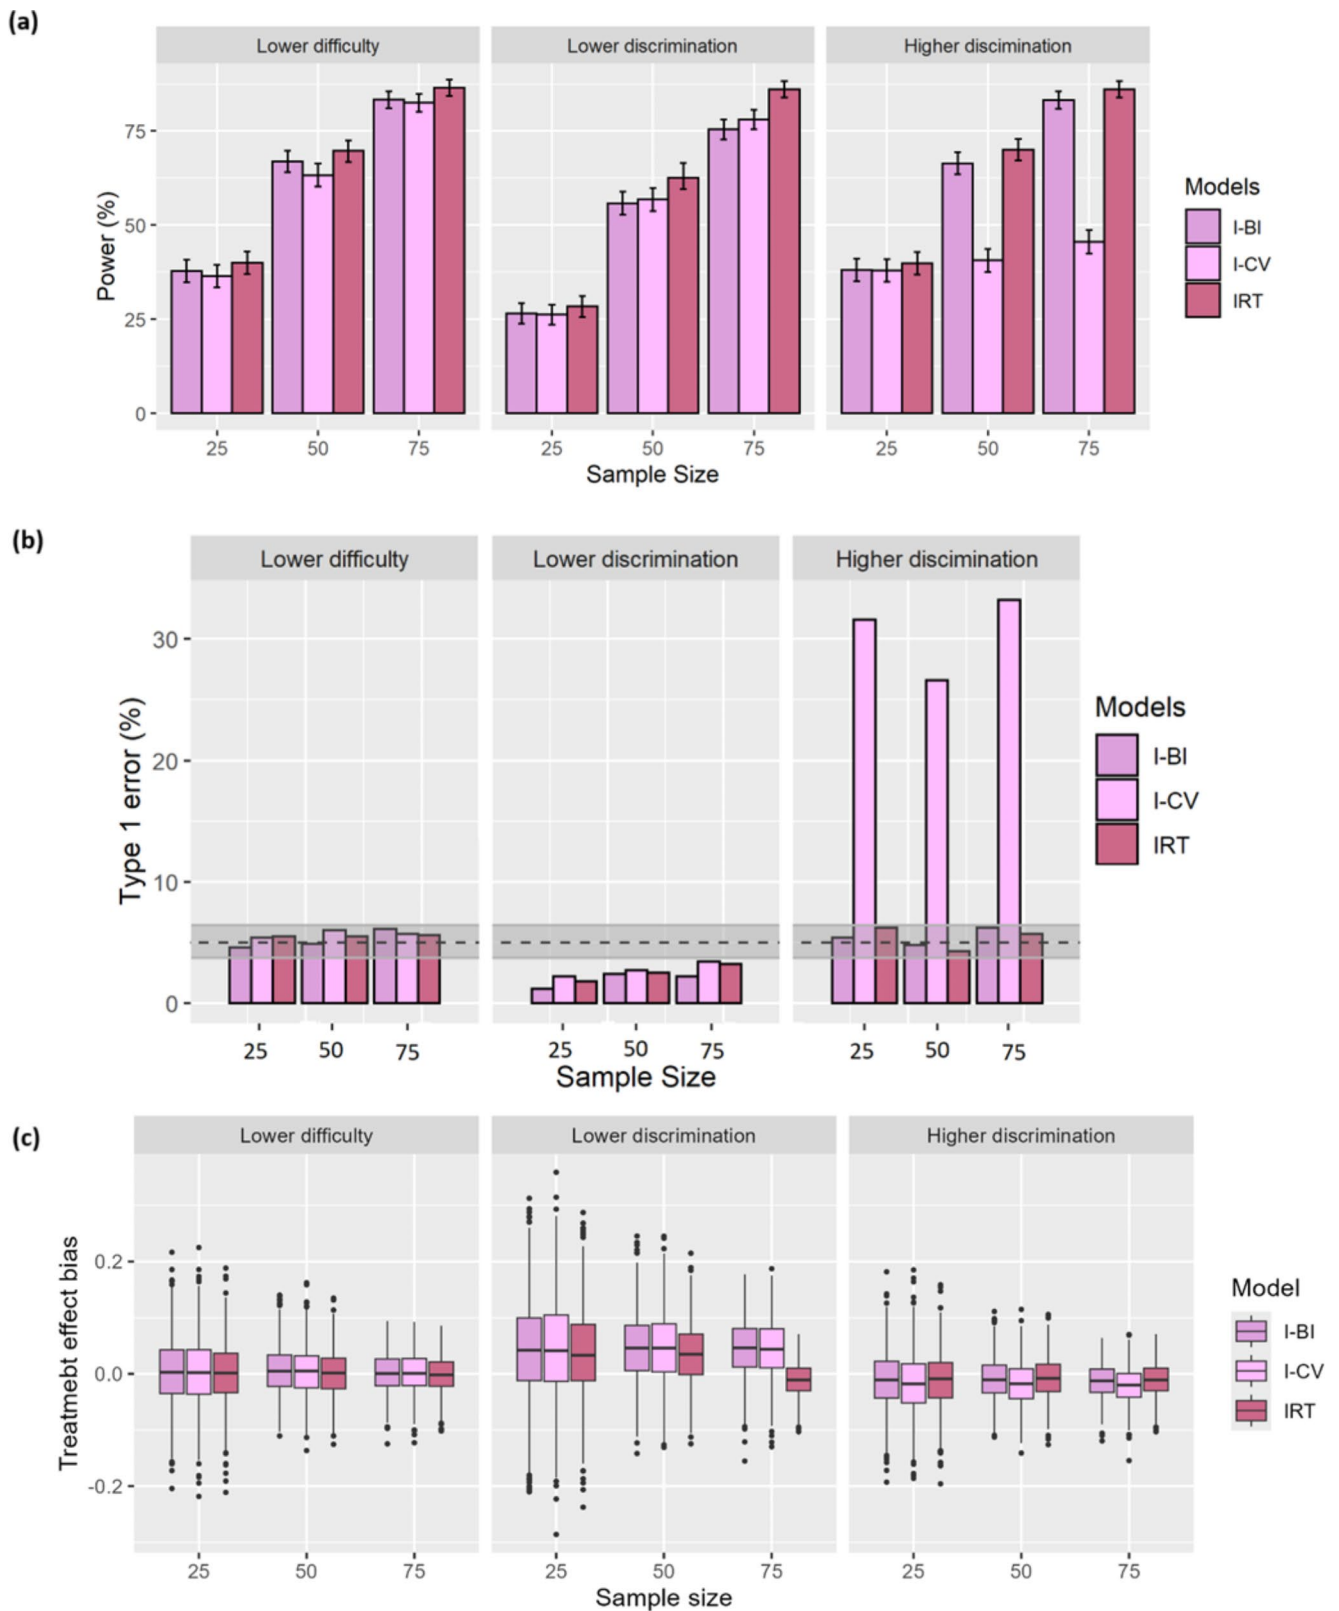 (a)
Lower difficulty
Lower discrimination
Higher discimination
75
50
25
0
Power (%)
25
50
75
25
50
75
25
50
75
Sample Size
Models
I-BI
I-CV
IRT
(b)
Lower difficulty
Lower discrimination
Higher discimination
30
20
10
0
Type 1 error (%)
25
50
75
25
50
75
25
50
75
Sample Size
Models
I-BI
I-CV
IRT
(c)
Lower difficulty
Lower discrimination
Higher discrimination
0.2
0.0
-0.2
Treatmebt effect bias
25
50
75
25
50
75
25
50
75
Sample size
Model
I-BI
I-CV
IRT